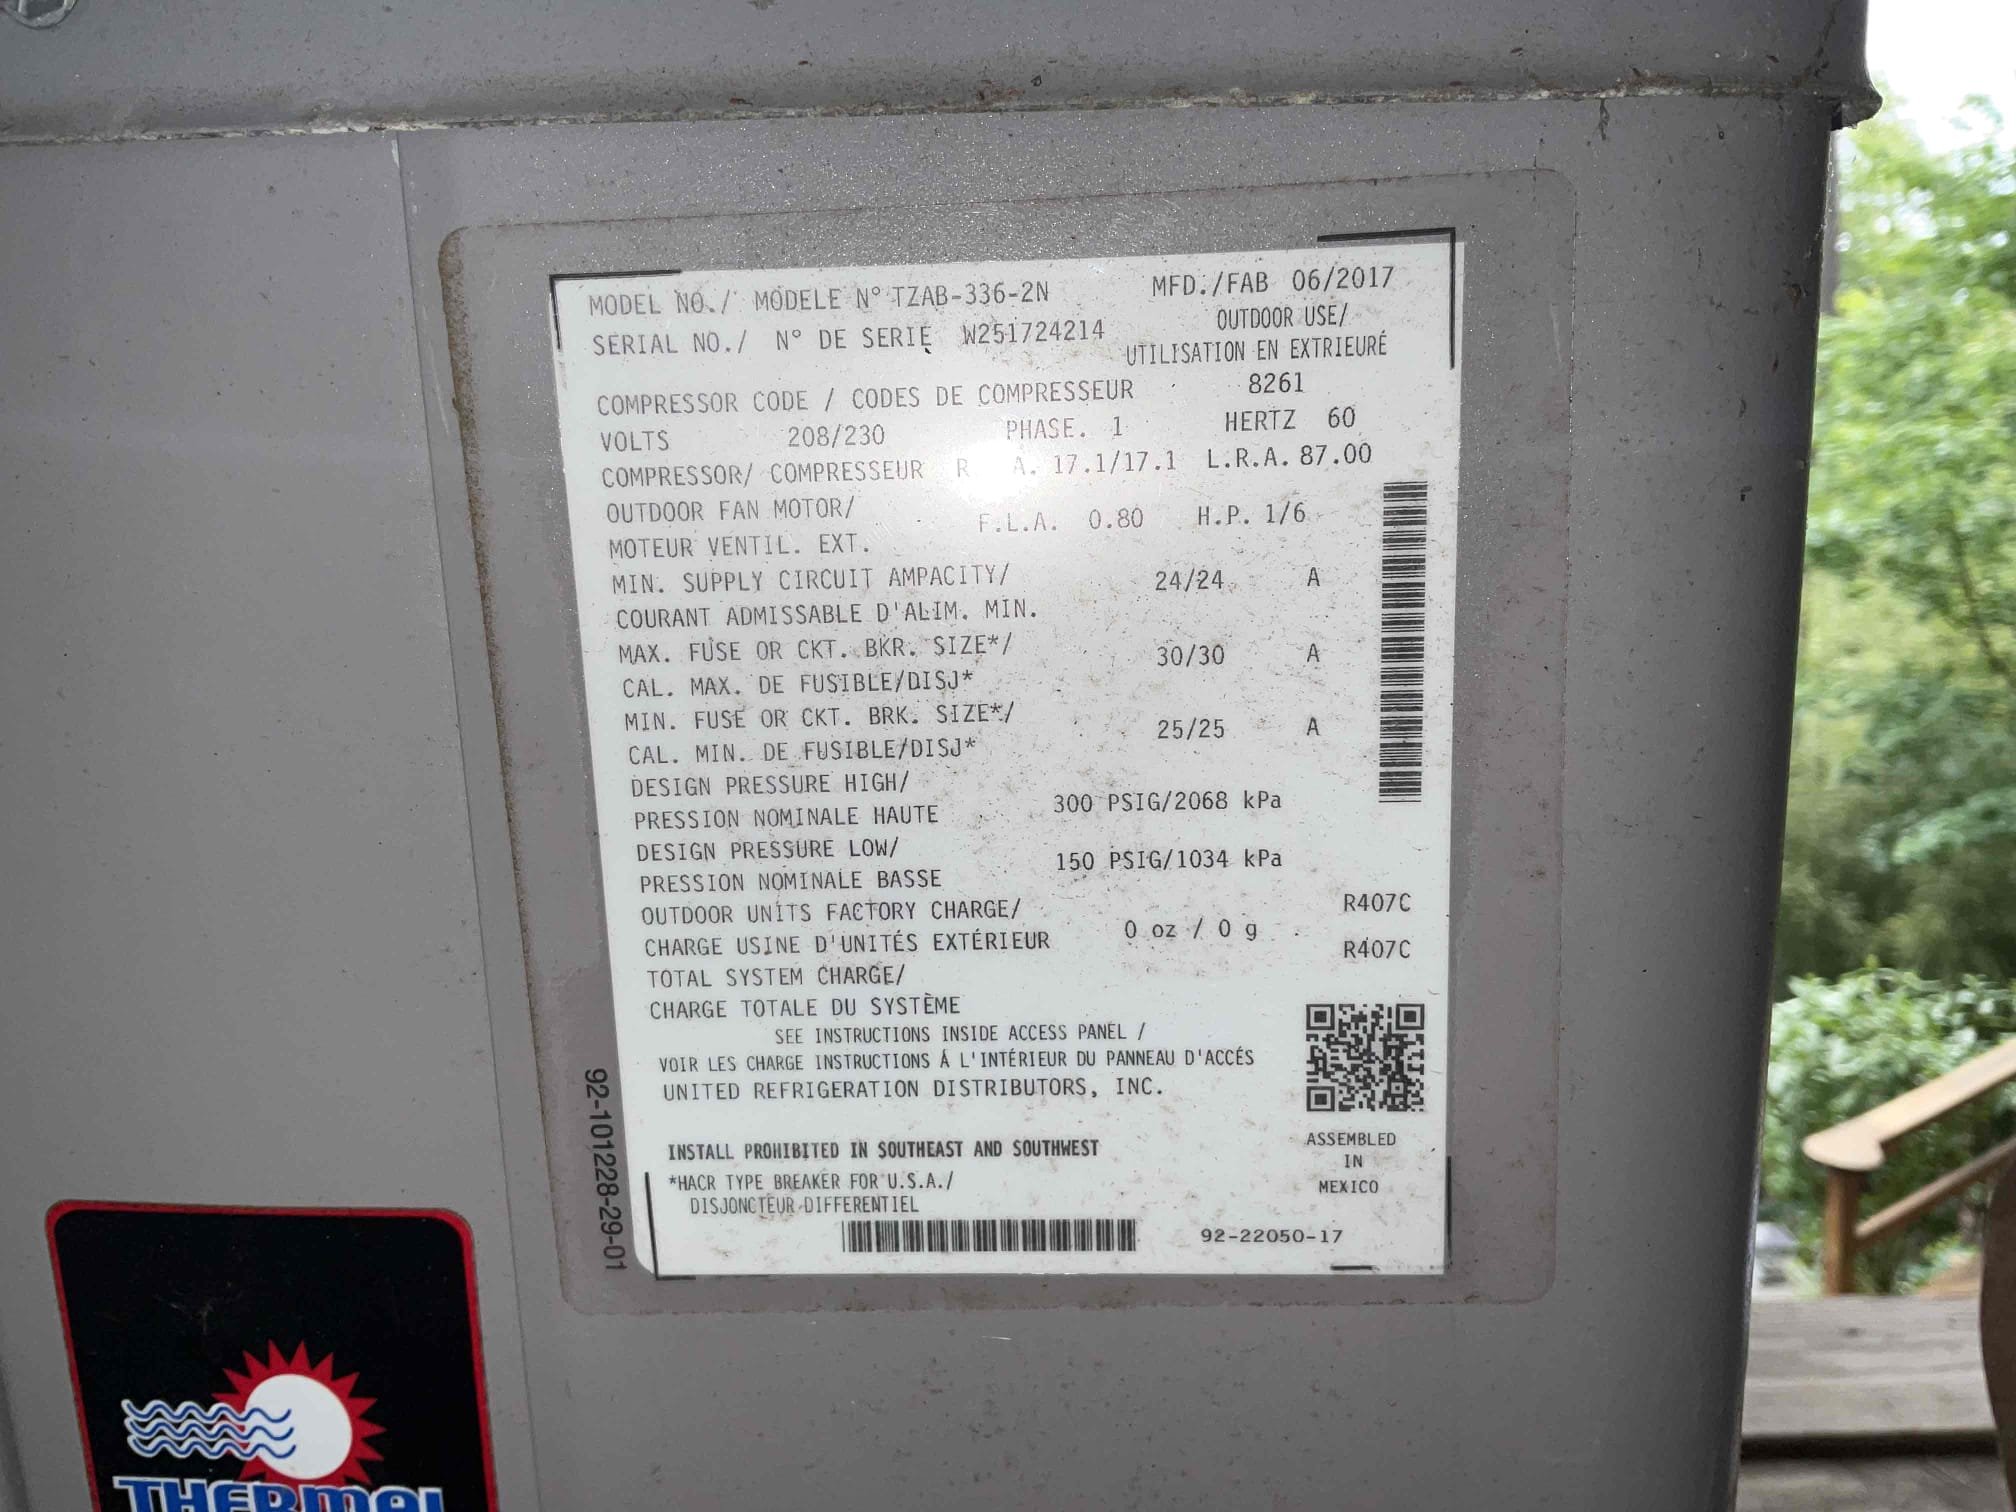 MODEL NO./ MODELE N° TZAB-336-2N MFD./FAB 06/2017
SERIAL NO./ N° DE SERIE W251724214 OUTDOOR USE/
UTILISATION EN EXTRIEURÉ
COMPRESSOR CODE / CODES DE COMPRESSEUR 8261
VOLTS 208/230 PHASE. 1 HERTZ 60
COMPRESSOR/ COMPRESSEUR R A. 17.1/17.1 L.R.A. 87.00
OUTDOOR FAN MOTOR/ F.L.A. 0.80 H.P. 1/6
MOTEUR VENTIL. EXT.
MIN. SUPPLY CIRCUIT AMPACITY/ 24/24 A
COURANT ADMISSABLE D'ALIM. MIN.
MAX. FUSE OR CKT. BKR. SIZE*/ 30/30 A
CAL. MAX. DE FUSIBLE/DISJ*
MIN. FUSE OR CKT. BRK. SIZE*/ 25/25 A
CAL. MIN. DE FUSIBLE/DISJ*
DESIGN PRESSURE HIGH/
PRESSION NOMINALE HAUTE 300 PSIG/2068 kPa
DESIGN PRESSURE LOW/
PRESSION NOMINALE BASSE 150 PSIG/1034 kPa
OUTDOOR UNITS FACTORY CHARGE/ R407C
CHARGE USINE D'UNITÉS EXTÉRIEUR 0 oz / 0 g
R407C
TOTAL SYSTEM CHARGE/
CHARGE TOTALE DU SYSTÈME
SEE INSTRUCTIONS INSIDE ACCESS PANEL /
VOIR LES CHARGE INSTRUCTIONS Á L'INTÉRIEUR DU PANNEAU D'ACCÉS
UNITED REFRIGERATION DISTRIBUTORS, INC.
INSTALL PROHIBITED IN SOUTHEAST AND SOUTHWEST
*HACR TYPE BREAKER FOR U.S.A./
DISJONCTEUR DIFFERENTIEL
ASSEMBLED
IN
MEXICO
92-22050-17
92-101228-29-01
THERMAL